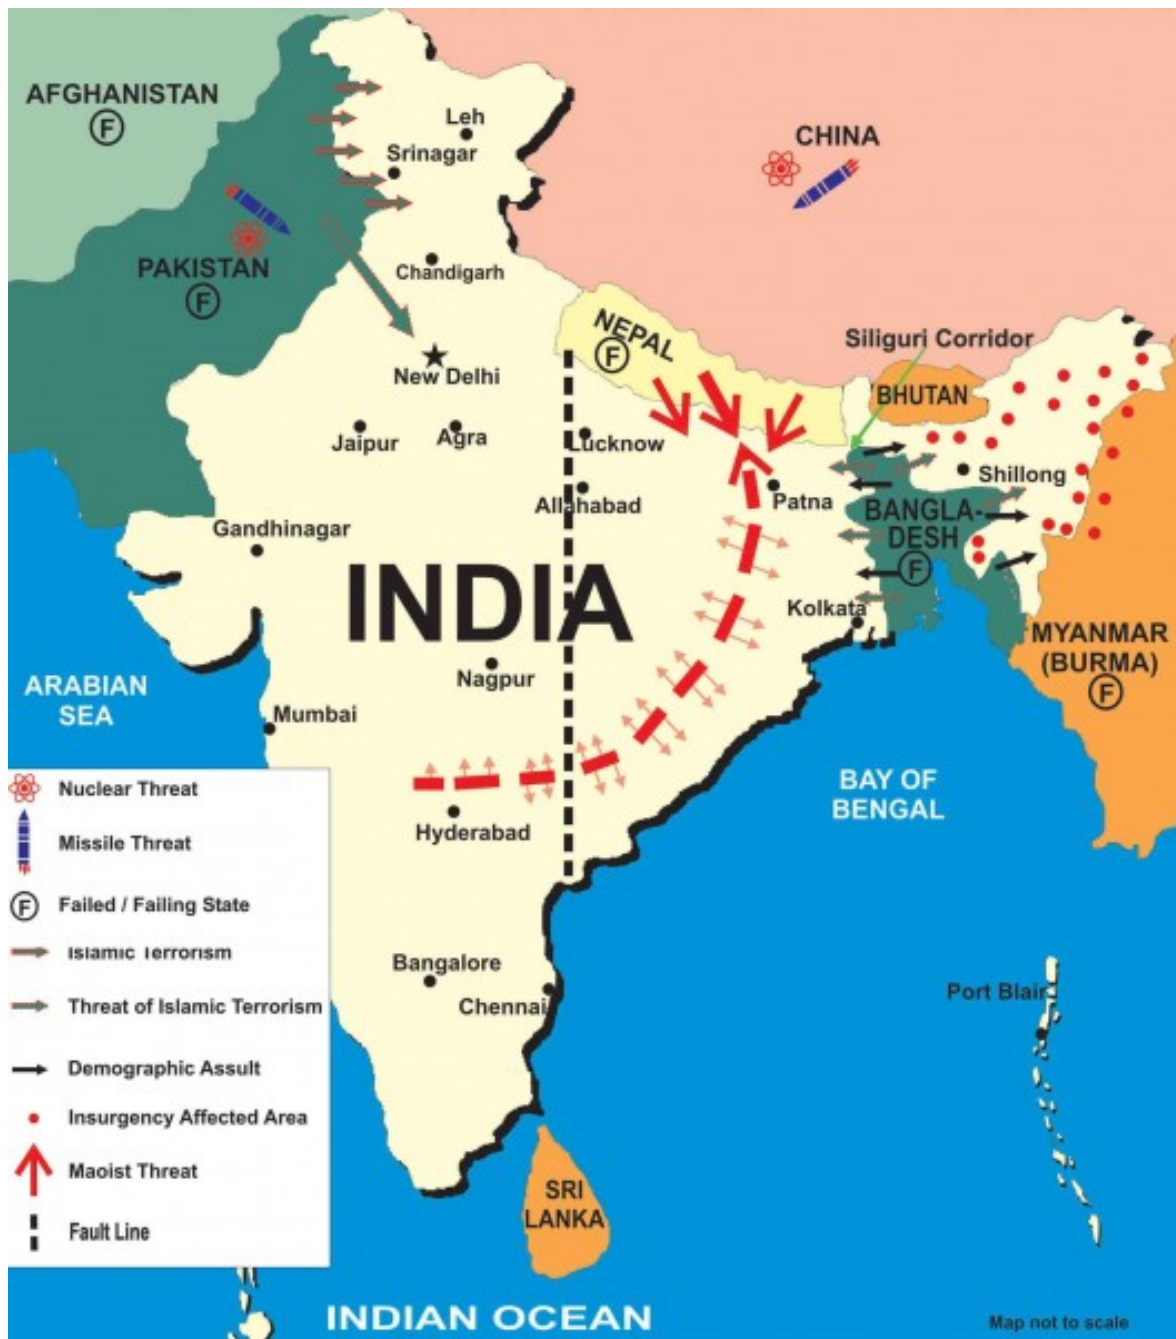 AFGHANISTAN
F
Leh
Srinagar
CHINA
PAKISTAN
F
Chandigarh
NEPAL
F
Siliguri Corridor
New Delhi
BHUTAN
Jaipur
Agra
Lucknow
Shillong
Allahabad
Patna
BANGLA-
DESH
F
Gandhinagar
INDIA
Kolkata
MYANMAR
(BURMA)
F
Nagpur
ARABIAN
SEA
Mumbai
BAY OF
BENGAL
Hyderabad
Nuclear Threat
Missile Threat
F
Failed / Failing State
Islamic Terrorism
Threat of Islamic Terrorism
Demographic Assult
Insurgency Affected Area
Maoist Threat
Fault Line
Bangalore
Chennai
Port Blair
SRI
LANKA
INDIAN OCEAN
Map not to scale